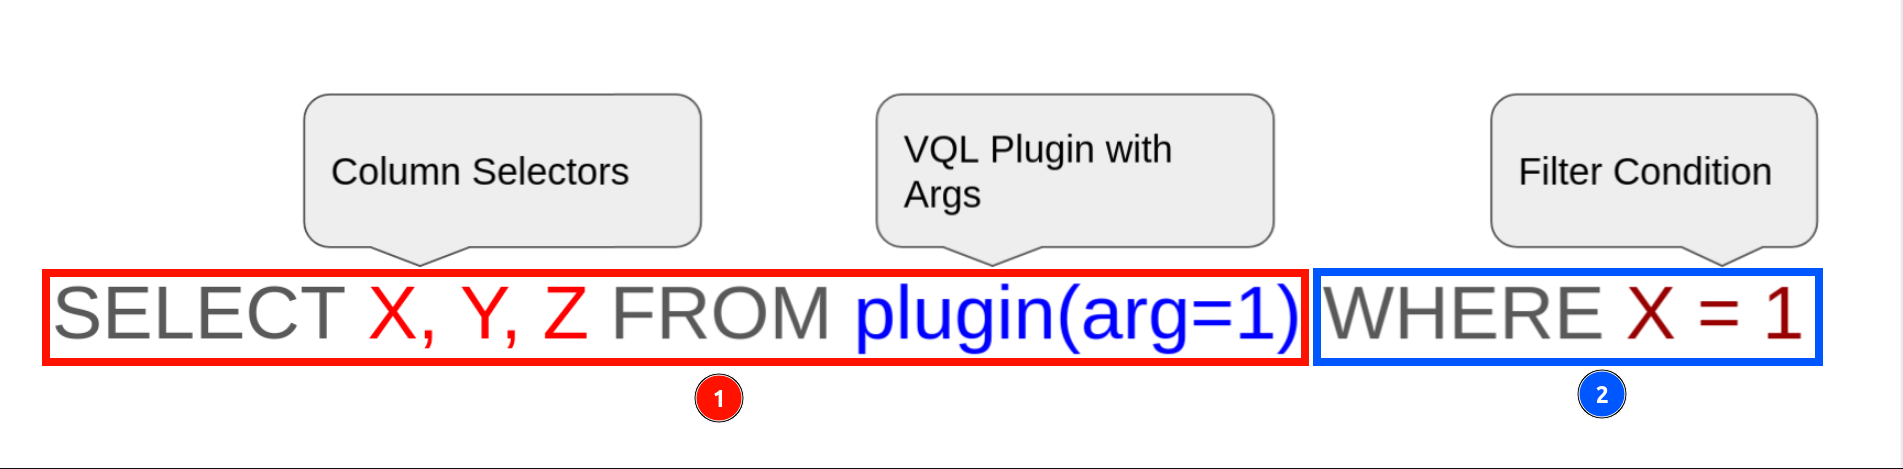 Column Selectors
VQL Plugin with
Args
Filter Condition
SELECT X, Y, Z FROM plugin(arg=1) WHERE X = 1
1
2